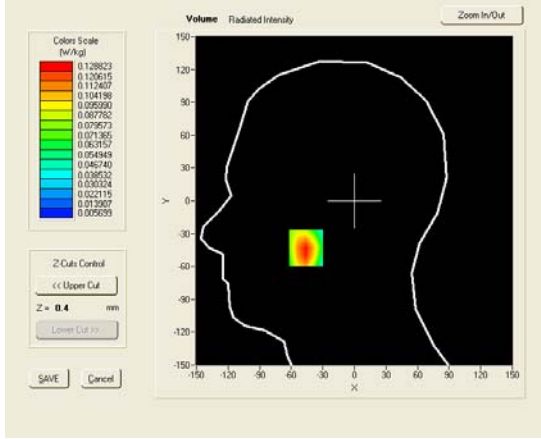 Volume Radiated Intensity
Zoom In/Out
Colors Scale
(W/kg)
0.128823
0.120615
0.112407
0.104198
0.095990
0.087782
0.079573
0.071365
0.063157
0.054949
0.046740
0.038532
0.030324
0.022115
0.013907
0.005699
Z-Cuts Control
<< Upper Cut
Z = 0.4 mm
Lower Cut >>
SAVE Cancel
150
120
90
60
30
Y 0
-30
-60
-90
-120
-150
-150 -120 -90 -60 -30 0 30 60 90 120 150
X